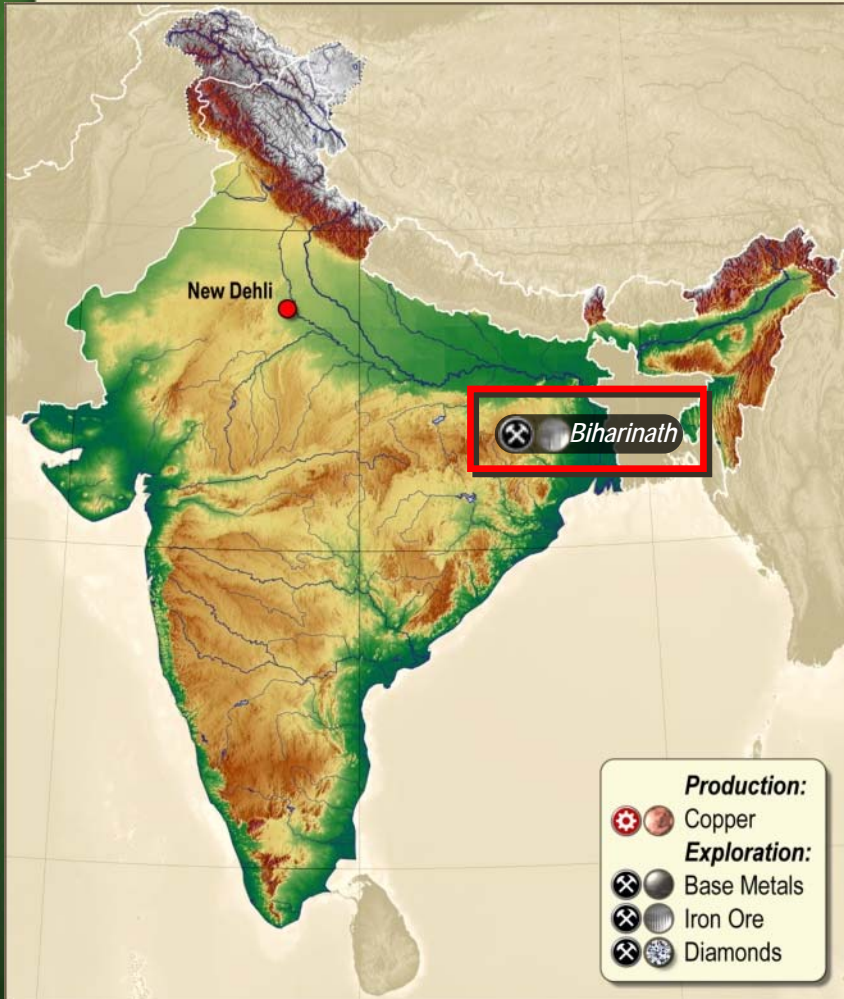 New Dehli
Biharinath
Production:
Copper
Exploration:
Base Metals
Iron Ore
Diamonds